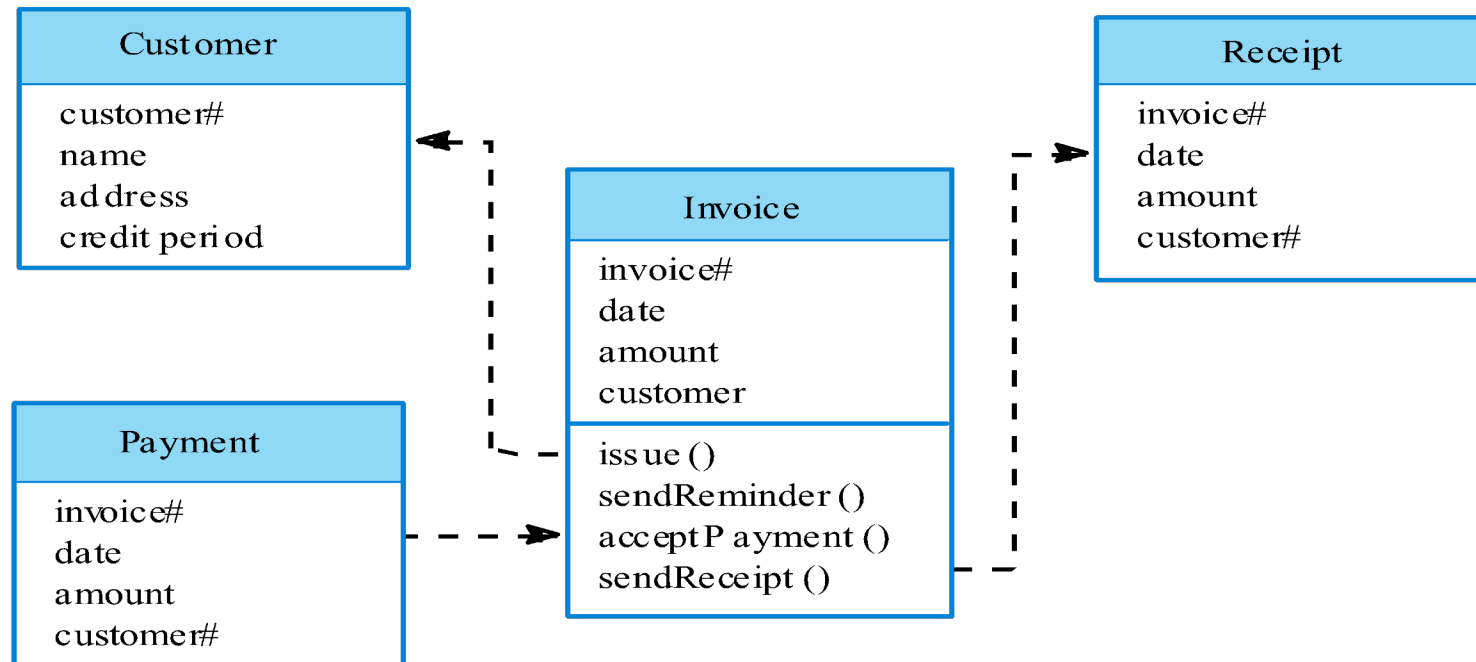 Customer
customer#
name
address
credit period
Receipt
invoice#
date
amount
customer#
Invoice
invoice#
date
amount
customer
issue ()
sendReminder ()
acceptPayment ()
sendReceipt ()
Payment
invoice#
date
amount
customer#